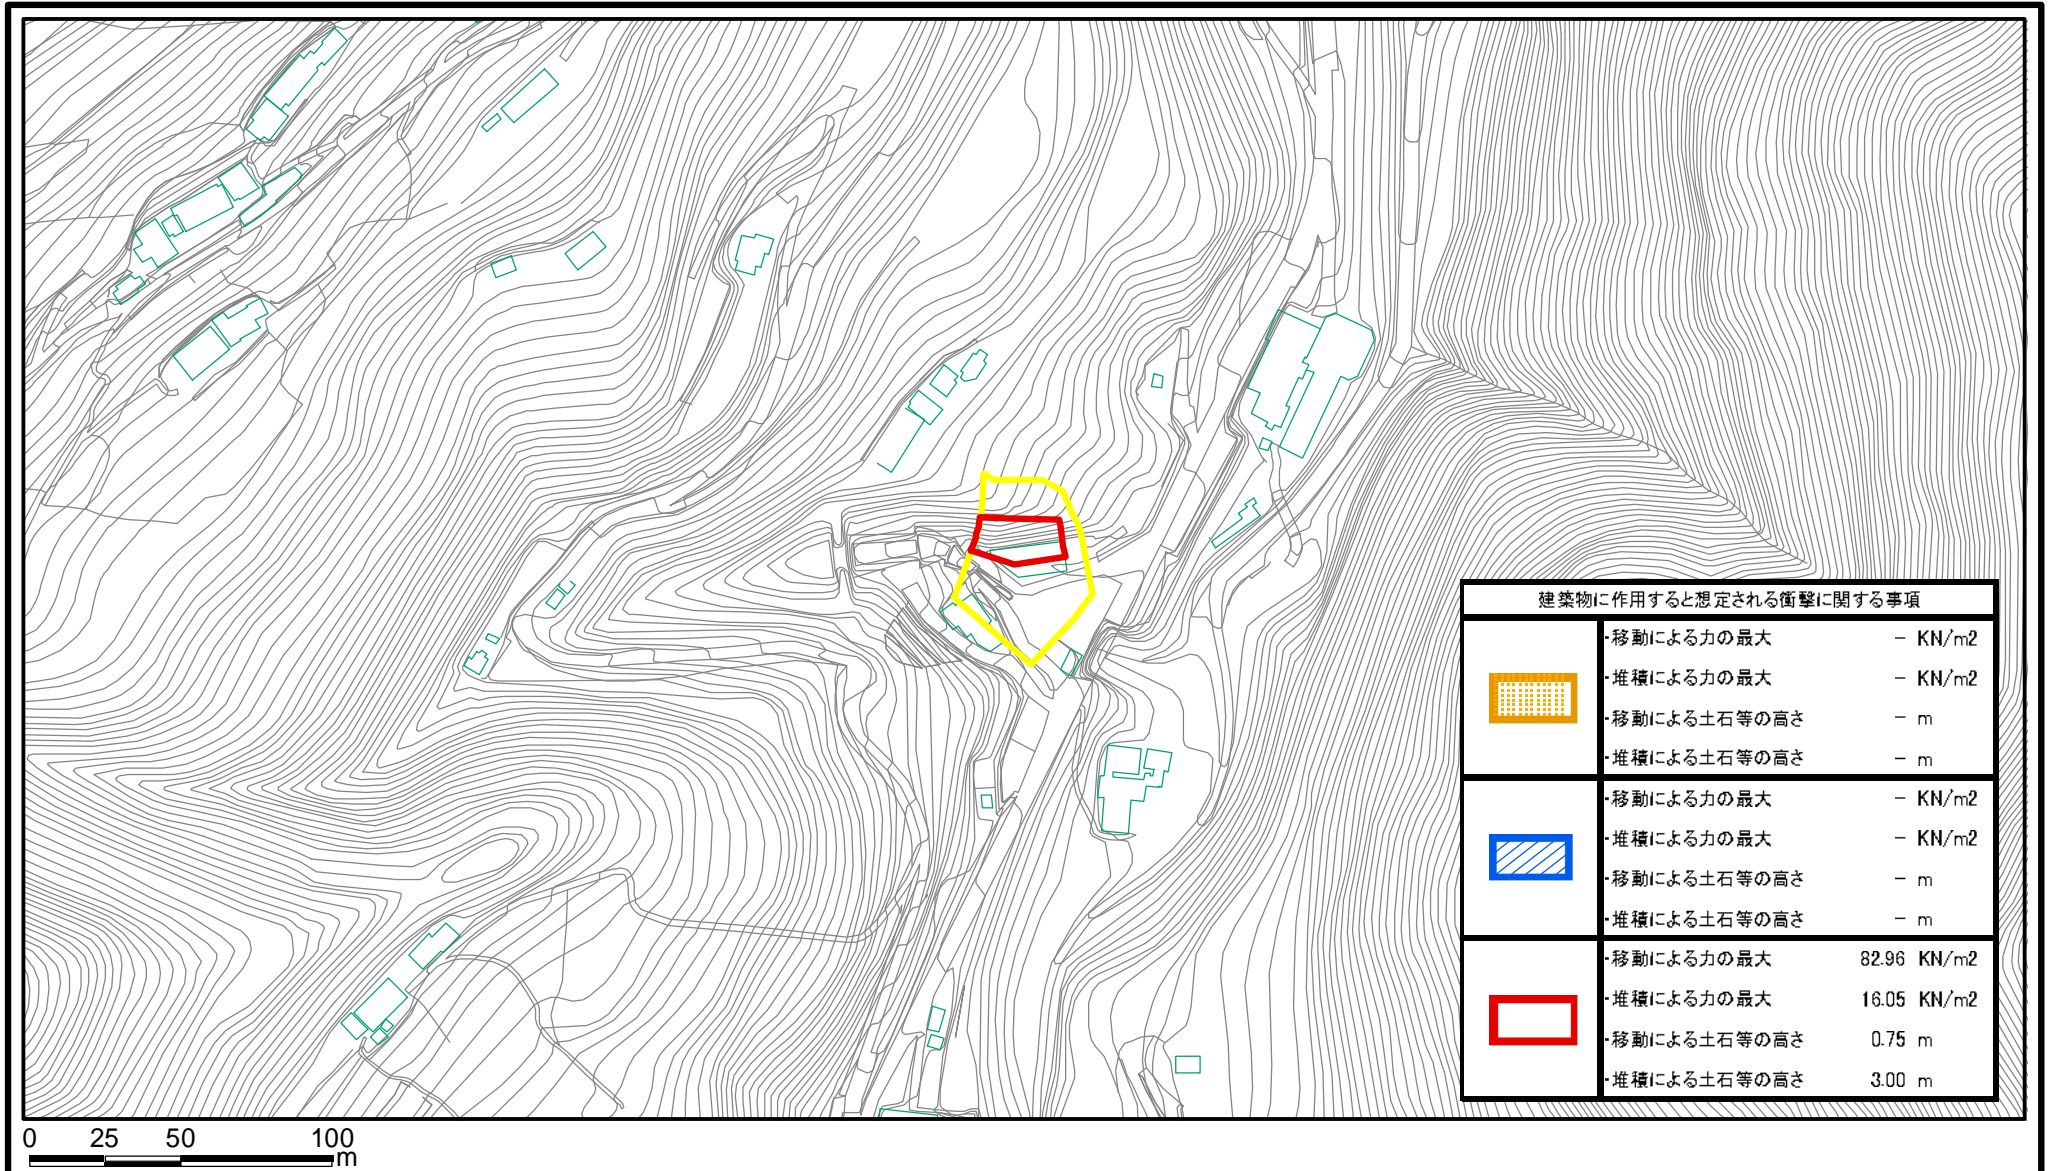 建築物に作用すると想定される衝撃に関する事項
・移動による力の最大 － KN/m2
・堆積による力の最大 － KN/m2
・移動による土石等の高さ － m
・堆積による土石等の高さ － m
・移動による力の最大 － KN/m2
・堆積による力の最大 － KN/m2
・移動による土石等の高さ － m
・堆積による土石等の高さ － m
・移動による力の最大 82.96 KN/m2
・堆積による力の最大 16.05 KN/m2
・移動による土石等の高さ 0.75 m
・堆積による土石等の高さ 3.00 m
0 25 50 100
m